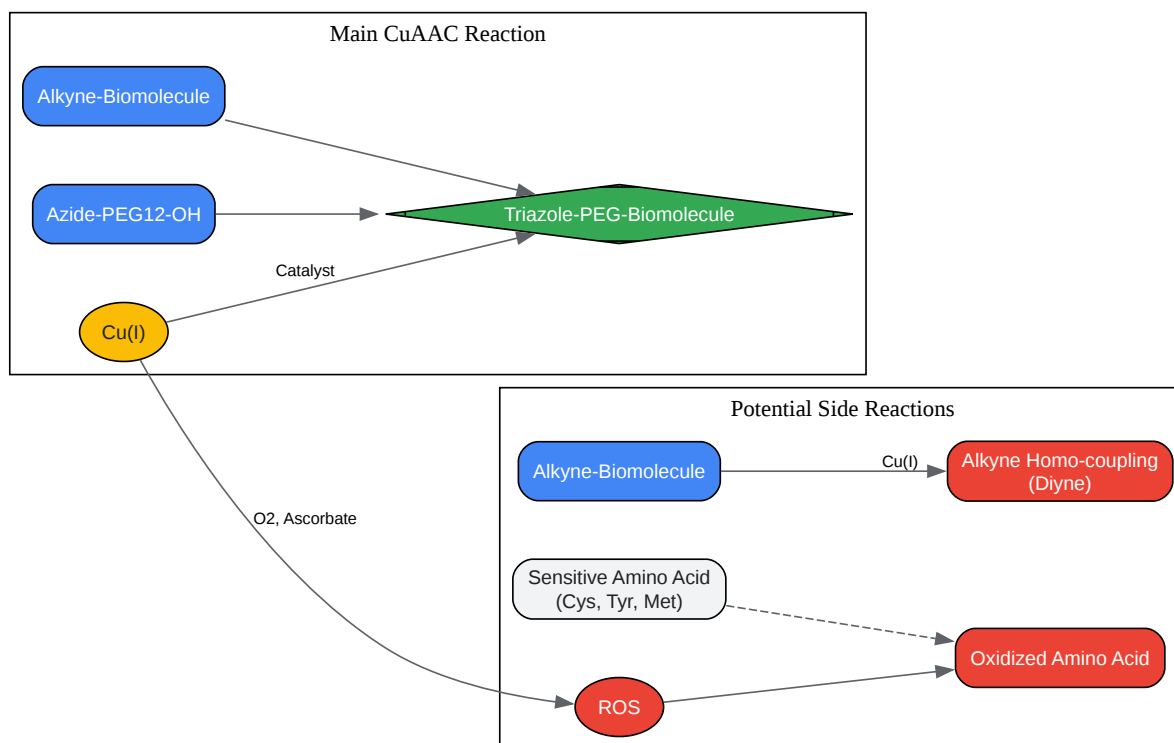 Main CuAAC Reaction
Alkyne-Biomolecule
Azide-PEG12-OH
Triazole-PEG-Biomolecule
Catalyst
Cu(I)
O2, Ascorbate
Potential Side Reactions
Alkyne-Biomolecule
Cu(I)
Alkyne Homo-coupling
(Diyne)
Sensitive Amino Acid
(Cys, Tyr, Met)
Oxidized Amino Acid
ROS